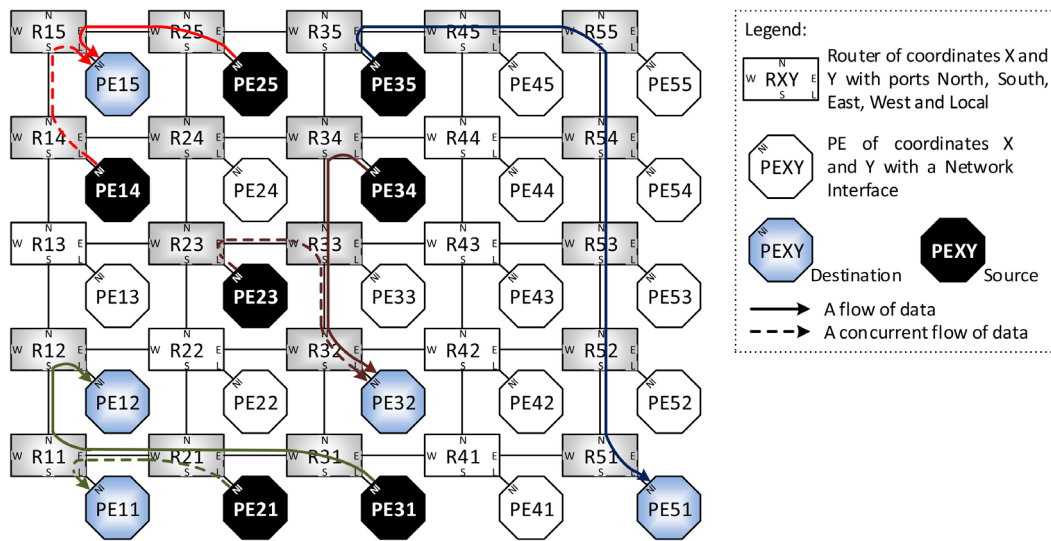 N N N N N
W R15 E W R25 E W R35 E W R45 E W R55 E
S L S L S L S L S L
NI NI NI NI NI
PE15 PE25 PE35 PE45 PE55
N N N N N
W R14 E W R24 E W R34 E W R44 E W R54 E
S L S L S L S L S L
NI NI NI NI NI
PE14 PE24 PE34 PE44 PE54
N N N N N
W R13 E W R23 E W R33 E W R43 E W R53 E
S L S L S L S L S L
NI NI NI NI NI
PE13 PE23 PE33 PE43 PE53
N N N N N
W R12 E W R22 E W R32 E W R42 E W R52 E
S L S L S L S L S L
NI NI NI NI NI
PE12 PE22 PE32 PE42 PE52
N N N N N
W R11 E W R21 E W R31 E W R41 E W R51 E
S L S L S L S L S L
NI NI NI NI NI
PE11 PE21 PE31 PE41 PE51
Legend:
N
W RXY E
S L
Router of coordinates X and
Y with ports North, South,
East, West and Local
NI
PEXY
PE of coordinates X
and Y with a Network
Interface
NI
PEXY
Destination
PEXY
Source
A flow of data
A concurrent flow of data